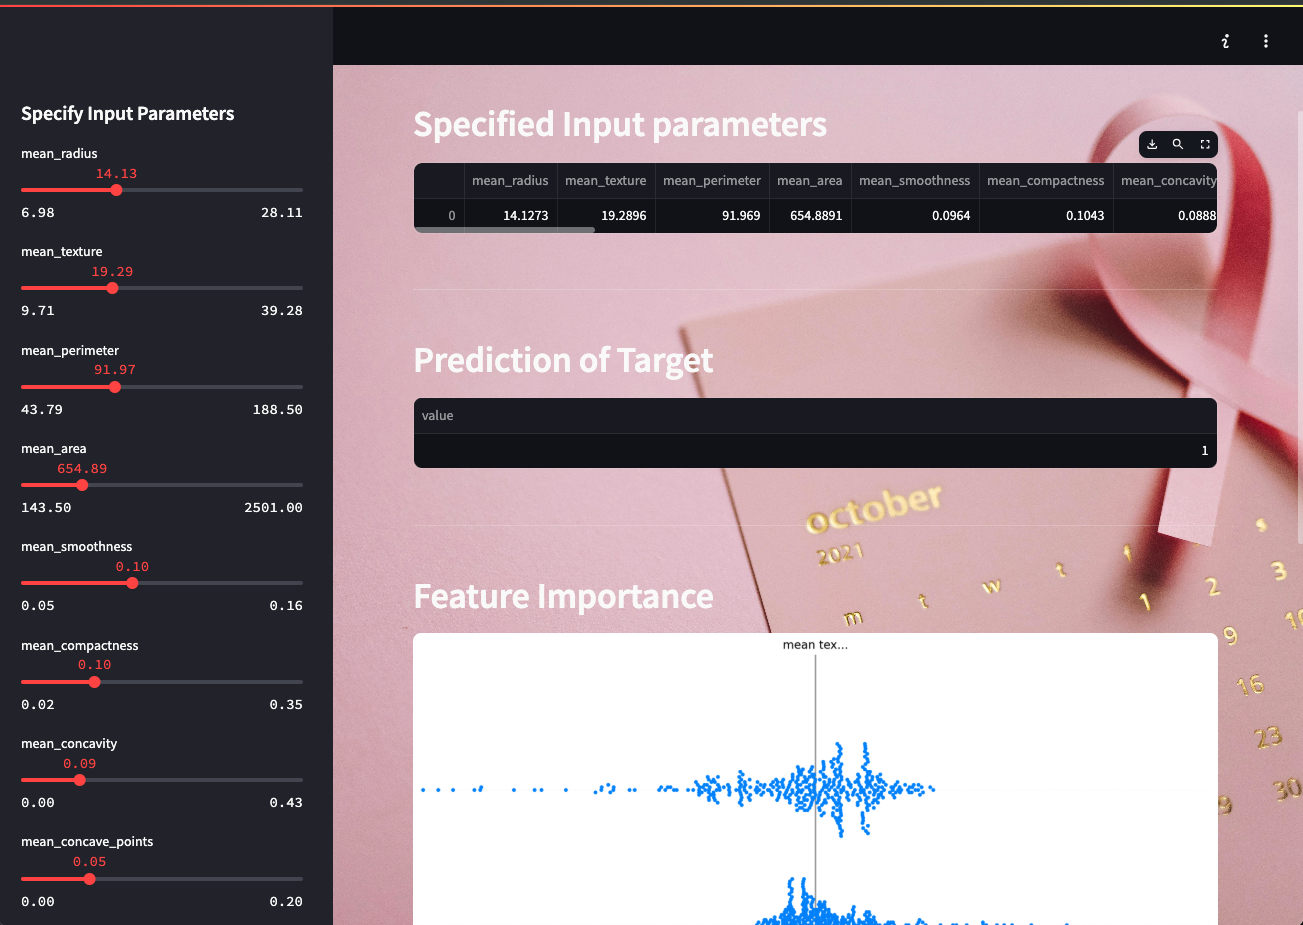 Specify Input Parameters
mean_radius
14.13
6.98 28.11
mean_texture
19.29
9.71 39.28
mean_perimeter
91.97
43.79 188.50
mean_area
654.89
143.50 2501.00
mean_smoothness
0.10
0.05 0.16
mean_compactness
0.10
0.02 0.35
mean_concavity
0.09
0.00 0.43
mean_concave_points
0.05
0.00 0.20
Specified Input parameters
mean_radius mean_texture mean_perimeter mean_area mean_smoothness mean_compactness mean_concavity
0 14.1273 19.2896 91.969 654.8891 0.0964 0.1043 0.0888
Prediction of Target
value
1
october
2021
m t w t f s
1 2 3
9 10
16
23
9 30
Feature Importance
mean tex...